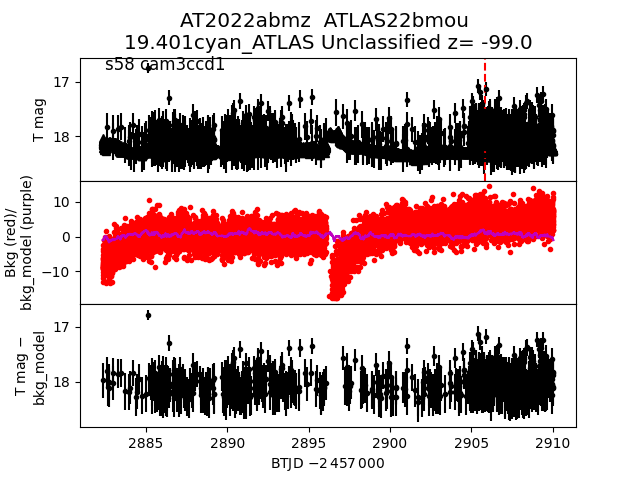 AT2022abmz  ATLAS22bmou
19.401cyan_ATLAS Unclassified z= -99.0
s58 cam3ccd1
T mag
17
18
Bkg (red)/
bkg_model (purple)
10
0
−10
T mag −
bkg_model
17
18
2885
2890
2895
2900
2905
2910
BTJD −2 457 000